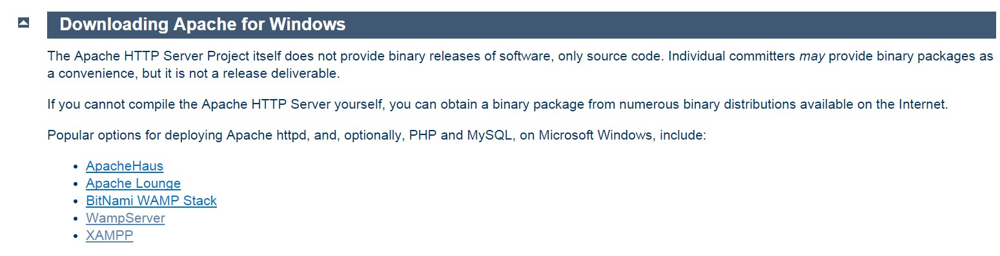 Downloading Apache for Windows
The Apache HTTP Server Project itself does not provide binary releases of software, only source code. Individual committers may provide binary packages as
a convenience, but it is not a release deliverable.
If you cannot compile the Apache HTTP Server yourself, you can obtain a binary package from numerous binary distributions available on the Internet.
Popular options for deploying Apache httpd, and, optionally, PHP and MySQL, on Microsoft Windows, include:
• ApacheHaus
• Apache Lounge
• BitNami WAMP Stack
• WampServer
• XAMPP